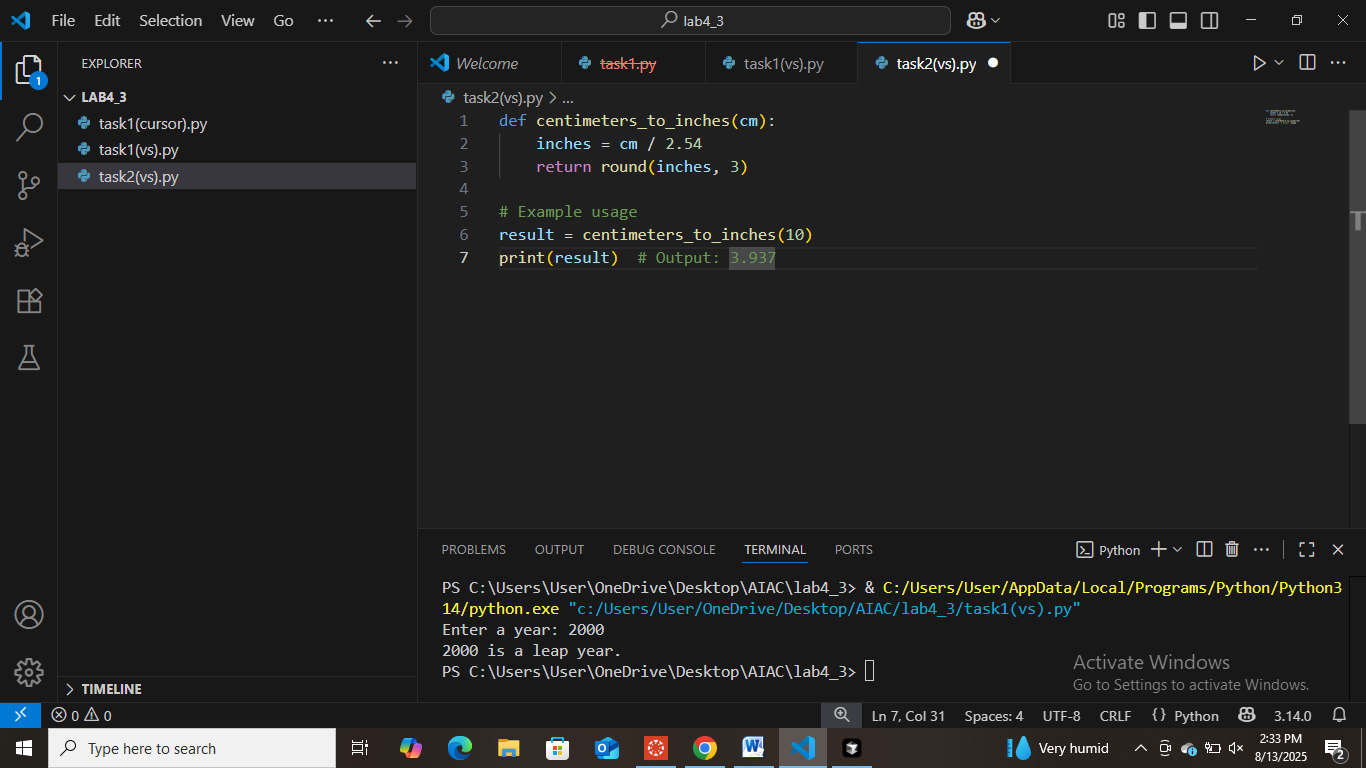 File Edit Selection View Go ··· lab4_3
EXPLORER ···
1
LAB4_3
task1(cursor).py
task1(vs).py
task2(vs).py
TIMELINE
Welcome task1.py task1(vs).py task2(vs).py
task2(vs).py > ...
1 def centimeters_to_inches(cm):
2 inches = cm / 2.54
3 return round(inches, 3)
4
5 # Example usage
6 result = centimeters_to_inches(10)
7 print(result)  # Output: 3.937
PROBLEMS OUTPUT DEBUG CONSOLE TERMINAL PORTS Python
PS C:\Users\User\OneDrive\Desktop\AIAC\lab4_3> & C:/Users/User/AppData/Local/Programs/Python/Python3
14/python.exe "c:/Users/User/OneDrive/Desktop/AIAC/lab4_3/task1(vs).py"
Enter a year: 2000
2000 is a leap year.
PS C:\Users\User\OneDrive\Desktop\AIAC\lab4_3>
Activate Windows
Go to Settings to activate Windows.
0 0 Ln 7, Col 31 Spaces: 4 UTF-8 CRLF {} Python 3.14.0
Type here to search Very humid 2:33 PM
8/13/2025 2